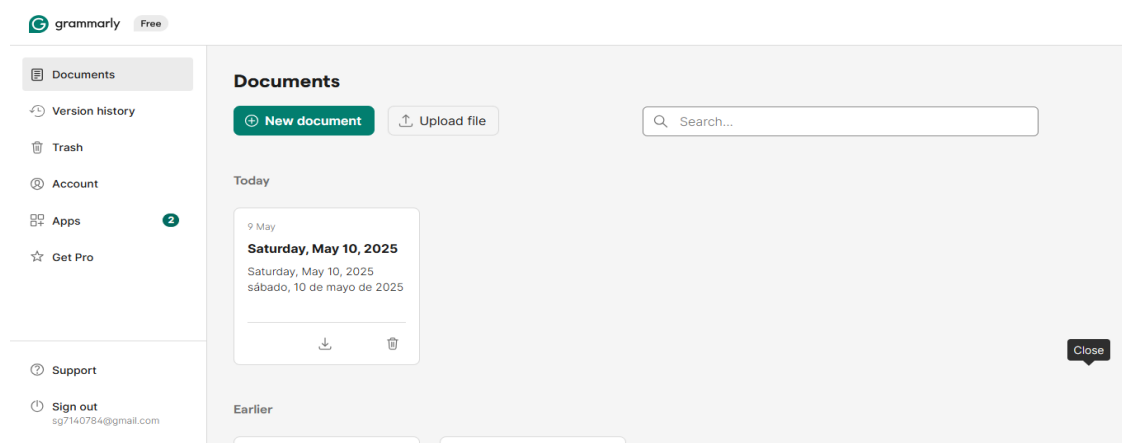 grammarly Free
Documents
Version history
Trash
Account
Apps 2
Get Pro
Support
Sign out
sg7140784@gmail.com
Documents
New document Upload file Search...
Today
9 May
Saturday, May 10, 2025
Saturday, May 10, 2025
sábado, 10 de mayo de 2025
Close
Earlier